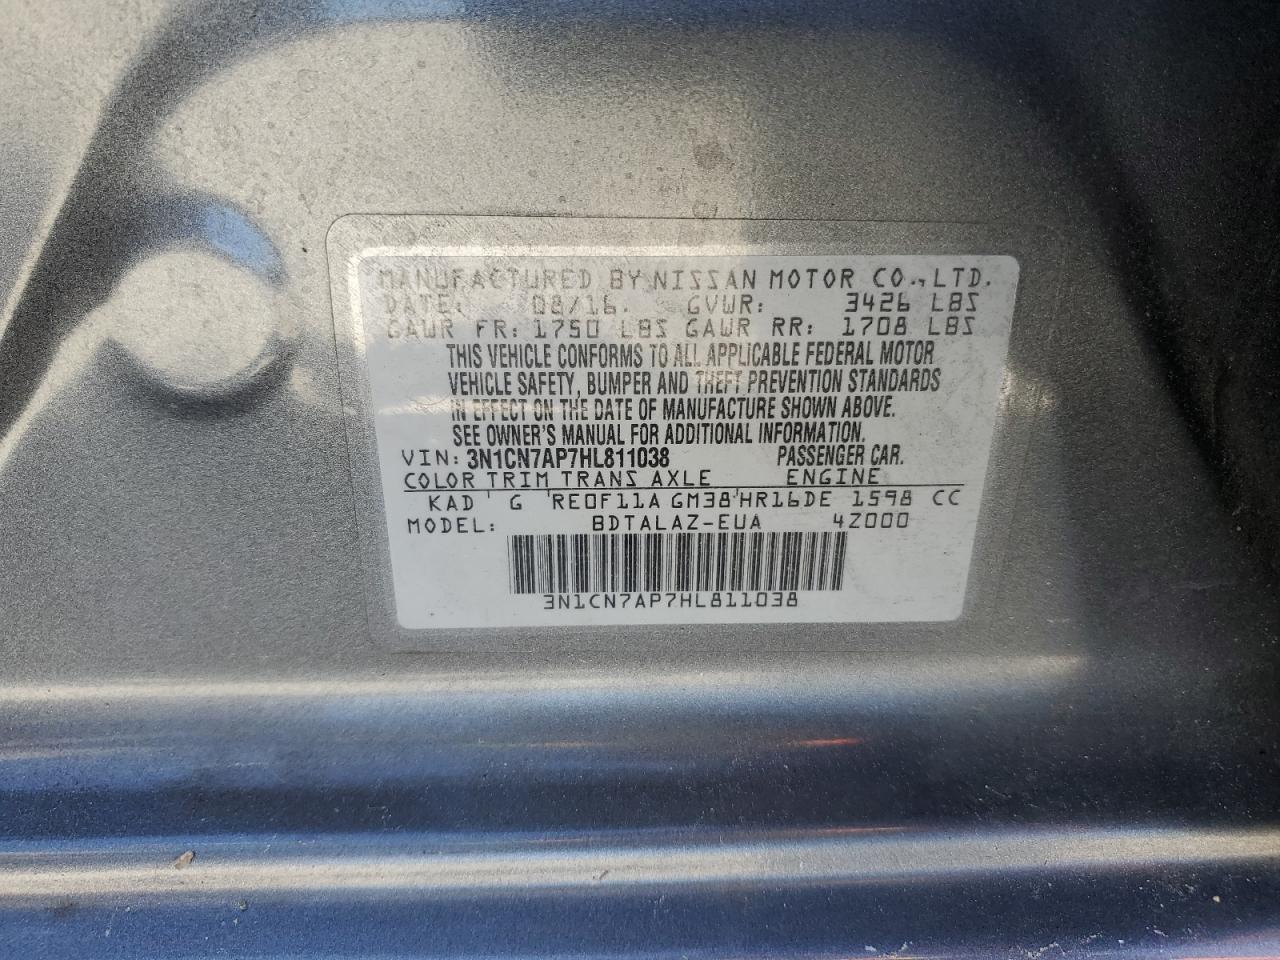 MANUFACTURED BY NISSAN MOTOR CO., LTD.
DATE: 08/16. GVWR: 3426 LBS
GAWR FR: 1750 LBS GAWR RR: 1708 LBS
THIS VEHICLE CONFORMS TO ALL APPLICABLE FEDERAL MOTOR
VEHICLE SAFETY, BUMPER AND THEFT PREVENTION STANDARDS
IN EFFECT ON THE DATE OF MANUFACTURE SHOWN ABOVE.
SEE OWNER'S MANUAL FOR ADDITIONAL INFORMATION.
VIN: 3N1CN7AP7HL811038 PASSENGER CAR.
COLOR TRIM TRANS AXLE ENGINE
KAD G RE0F11A GM38 HR16DE 1598 CC
MODEL: BDTALAZ-EUA 4Z000
3N1CN7AP7HL811038